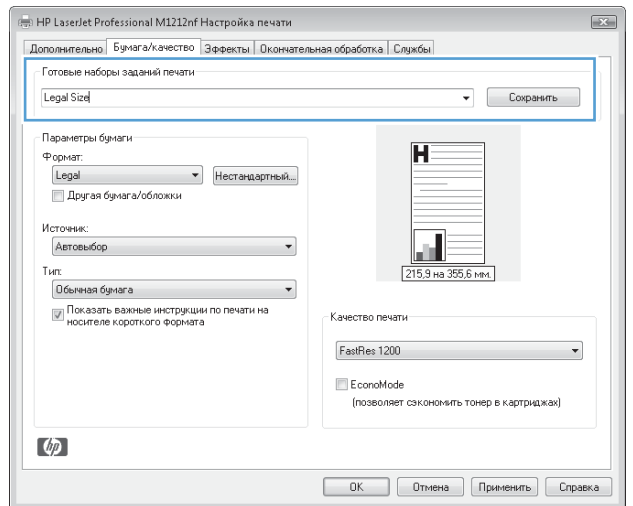 HP LaserJet Professional M1212nf Настройка печати
Дополнительно Бумага/качество Эффекты Окончательная обработка Службы
Готовые наборы заданий печати
Legal Size
Сохранить
Параметры бумаги
Формат:
Legal
Нестандартный...
Другая бумага/обложки
Источник:
Автовыбор
Тип:
Обычная бумага
Показать важные инструкции по печати на
носителе короткого формата
H
215,9 на 355,6 мм.
Качество печати
FastRes 1200
EconoMode
(позволяет сэкономить тонер в картриджах)
hp
OK Отмена Применить Справка